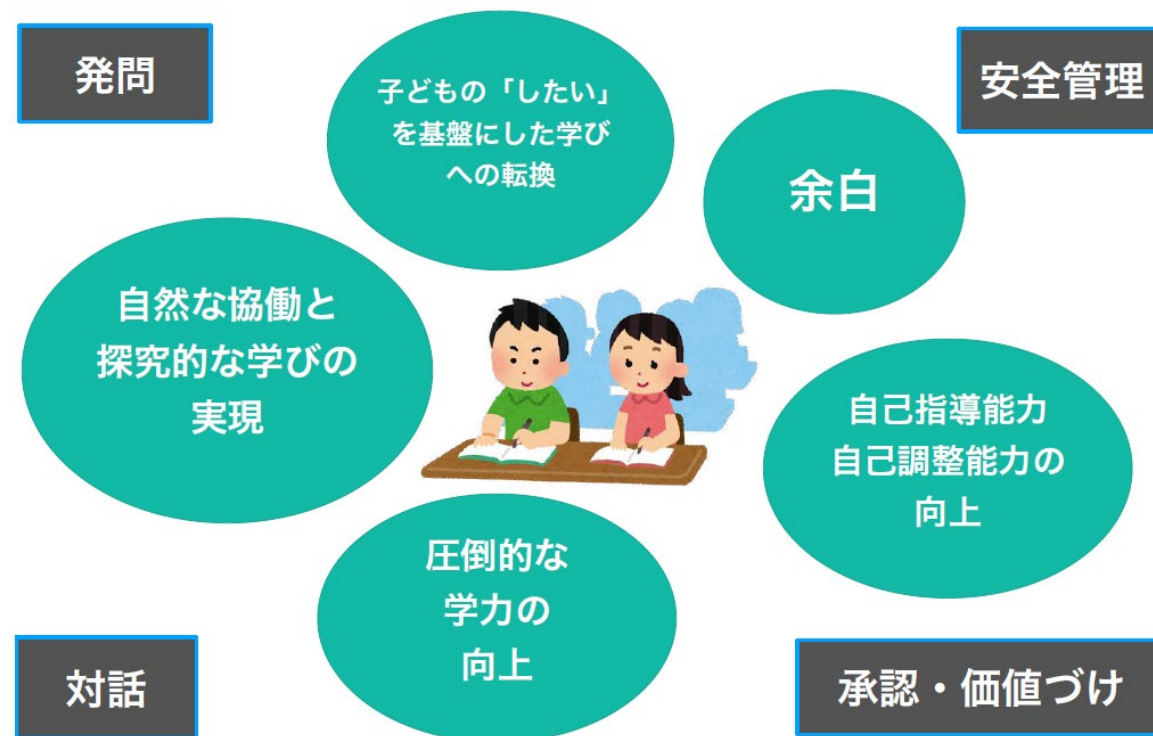 発問
子どもの「したい」
を基盤にした学び
への転換
安全管理
余白
自然な協働と
探究的な学びの
実現
自己指導能力
自己調整能力の
向上
圧倒的な
学力の
向上
対話
承認・価値づけ